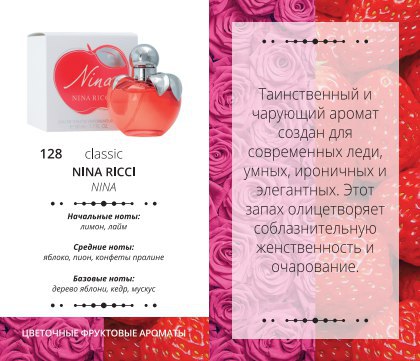 Nina
NINA RICCI
128 classic
NINA RICCI
NINA
Начальные ноты:
лимон, лайм
Средние ноты:
яблоко, пион, конфеты пралине
Базовые ноты:
дерево яблони, кедр, мускус
ЦВЕТОЧНЫЕ ФРУКТОВЫЕ АРОМАТЫ
Таинственный и
чарующий аромат
создан для
современных леди,
умных, ироничных и
элегантных. Этот
запах олицетворяет
соблазнительную
женственность и
очарование.